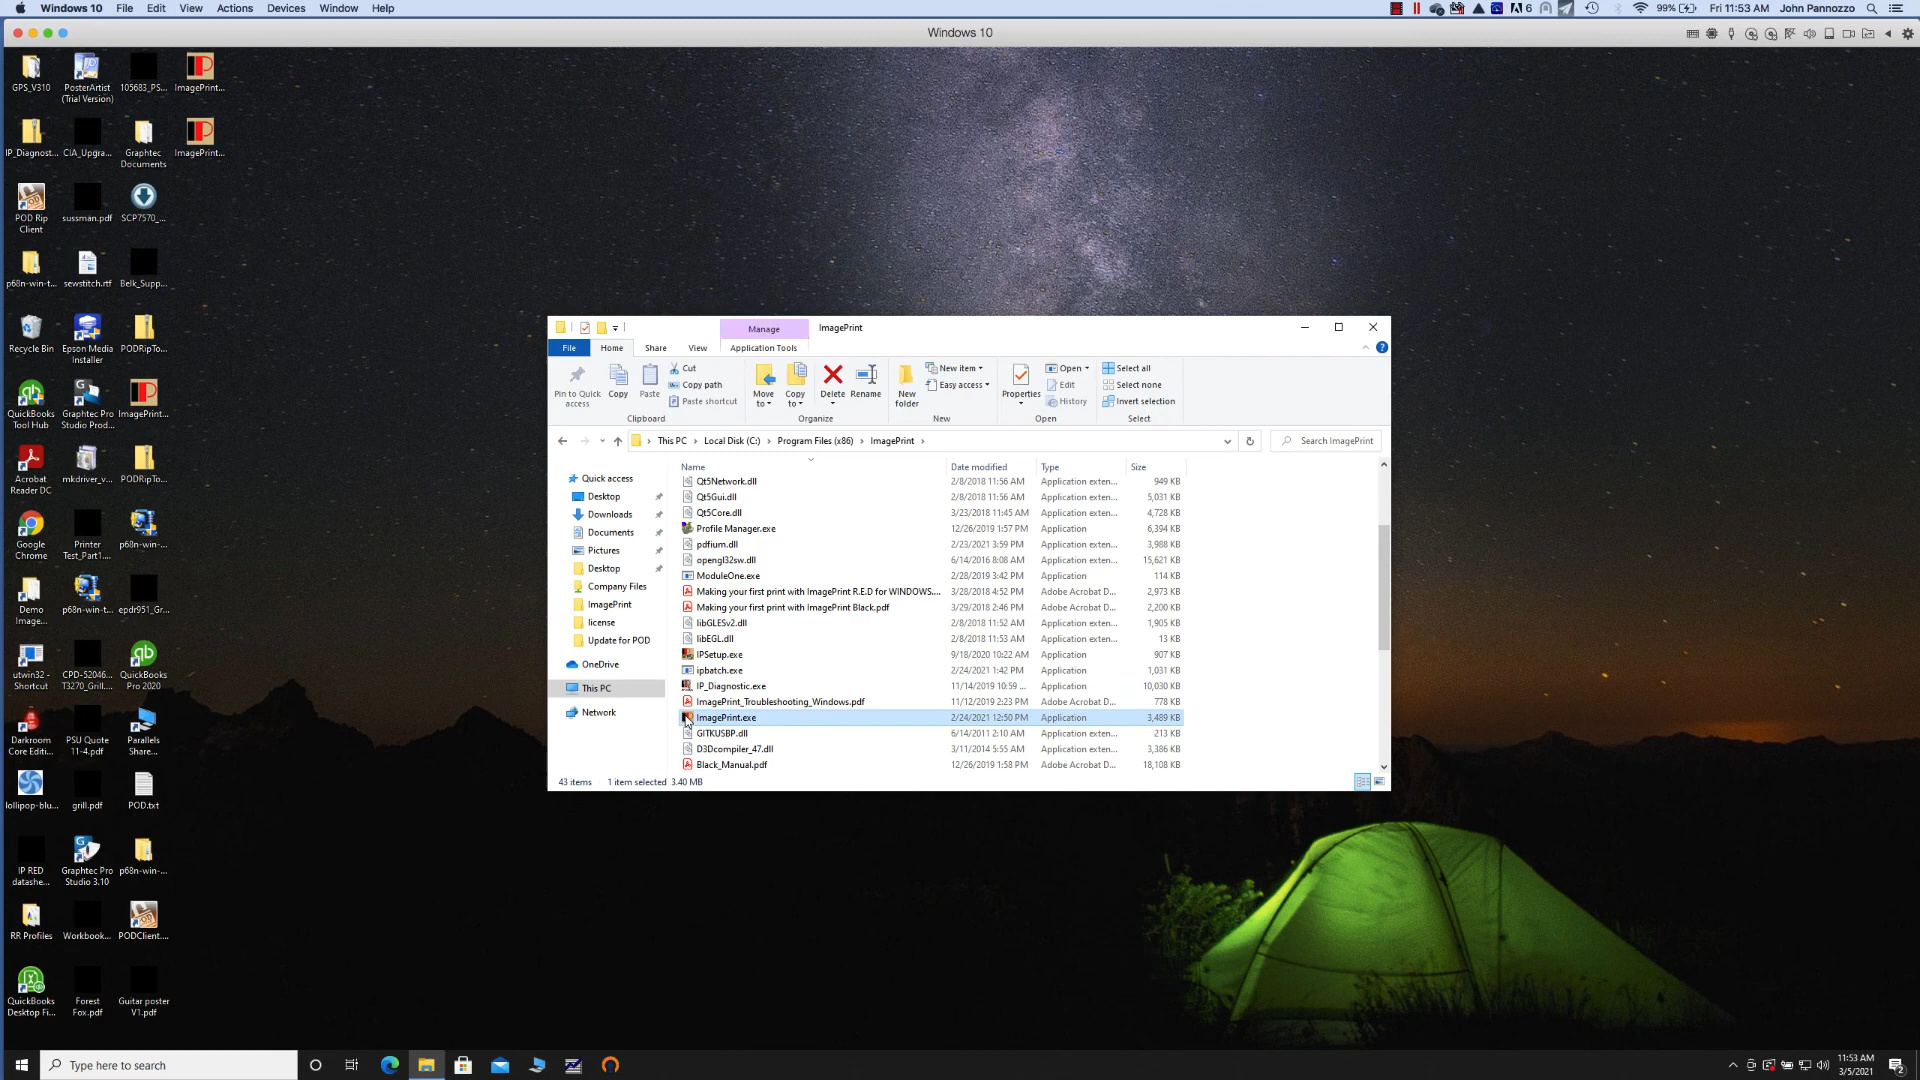 Windows 10 File Edit View Actions Devices Window Help
6 99% Fri 11:53 AM John Pannozzo
Windows 10
GPS_V310 PosterArtist (Trial Version) 105683_PS... ImagePrint...
IP_Diagnost... CIA_Upgra... Graphtec Documents ImagePrint...
POD Rip Client sussman.pdf SCP7570_...
p68n-win-t... sewstitch.rtf Belk_Supp...
Recycle Bin Epson Media Installer PODRipTo...
QuickBooks Tool Hub Graphtec Pro Studio Prod... ImagePrint...
Acrobat Reader DC mkdriver_v... PODRipTo...
Google Chrome Printer Test_Part1.... p68n-win-...
Demo Image... p68n-win-t... epdr951_Gr...
utwin32 - Shortcut CPD-52046... T3270_Grill.... QuickBooks Pro 2020
Darkroom Core Editi... PSU Quote 11-4.pdf Parallels Share...
lollipop-blu... grill.pdf POD.txt
IP RED datashe... Graphtec Pro Studio 3.10 p68n-win-...
RR Profiles Workbook... PODClient....
QuickBooks Desktop Fi... Forest Fox.pdf Guitar poster V1.pdf
Manage ImagePrint
File Home Share View Application Tools
Pin to Quick access Copy Paste Cut Copy path Paste shortcut
Move to Copy to Delete Rename New folder New item Easy access
Properties Open Edit History Select all Select none Invert selection
Clipboard Organize New Open Select
This PC Local Disk (C:) Program Files (x86) ImagePrint Search ImagePrint
Quick access
Desktop
Downloads
Documents
Pictures
Desktop
Company Files
ImagePrint
license
Update for POD
OneDrive
This PC
Network
Name Date modified Type Size
Qt5Network.dll 2/8/2018 11:56 AM Application exten... 949 KB
Qt5Gui.dll 2/8/2018 11:56 AM Application exten... 5,031 KB
Qt5Core.dll 3/23/2018 11:45 AM Application exten... 4,728 KB
Profile Manager.exe 12/26/2019 1:57 PM Application 6,394 KB
pdfium.dll 2/23/2021 3:59 PM Application exten... 3,988 KB
opengl32sw.dll 6/14/2016 8:08 AM Application exten... 15,621 KB
ModuleOne.exe 2/28/2019 3:42 PM Application 114 KB
Making your first print with ImagePrint R.E.D for WINDOWS.... 3/28/2018 4:52 PM Adobe Acrobat D... 2,973 KB
Making your first print with ImagePrint Black.pdf 3/29/2018 2:46 PM Adobe Acrobat D... 2,200 KB
libGLESv2.dll 2/8/2018 11:52 AM Application exten... 1,905 KB
libEGL.dll 2/8/2018 11:53 AM Application exten... 13 KB
IPSetup.exe 9/18/2020 10:22 AM Application 907 KB
ipbatch.exe 2/24/2021 1:42 PM Application 1,031 KB
IP_Diagnostic.exe 11/14/2019 10:59 ... Application 10,030 KB
ImagePrint_Troubleshooting_Windows.pdf 11/12/2019 2:23 PM Adobe Acrobat D... 778 KB
ImagePrint.exe 2/24/2021 12:50 PM Application 3,489 KB
GITKUSBP.dll 6/14/2011 2:10 AM Application exten... 213 KB
D3Dcompiler_47.dll 3/11/2014 5:55 AM Application exten... 3,386 KB
Black_Manual.pdf 12/26/2019 1:58 PM Adobe Acrobat D... 18,108 KB
43 items 1 item selected 3.40 MB
Type here to search
11:53 AM
3/5/2021
2